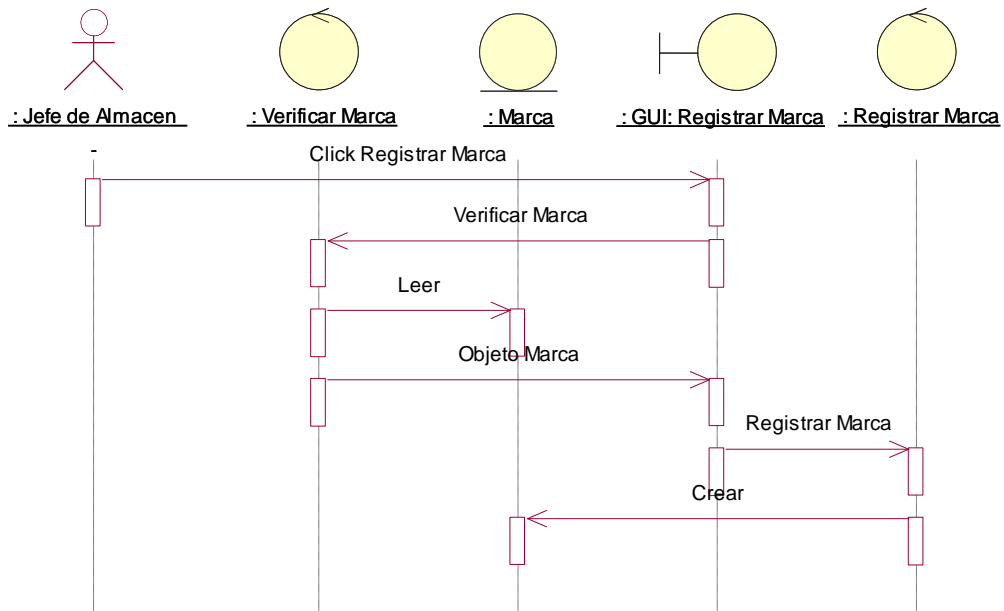 : Jefe de Almacen
: Verificar Marca
: Marca
: GUI: Registrar Marca
: Registrar Marca
-
Click Registrar Marca
Verificar Marca
Leer
Objeto Marca
Registrar Marca
Crear